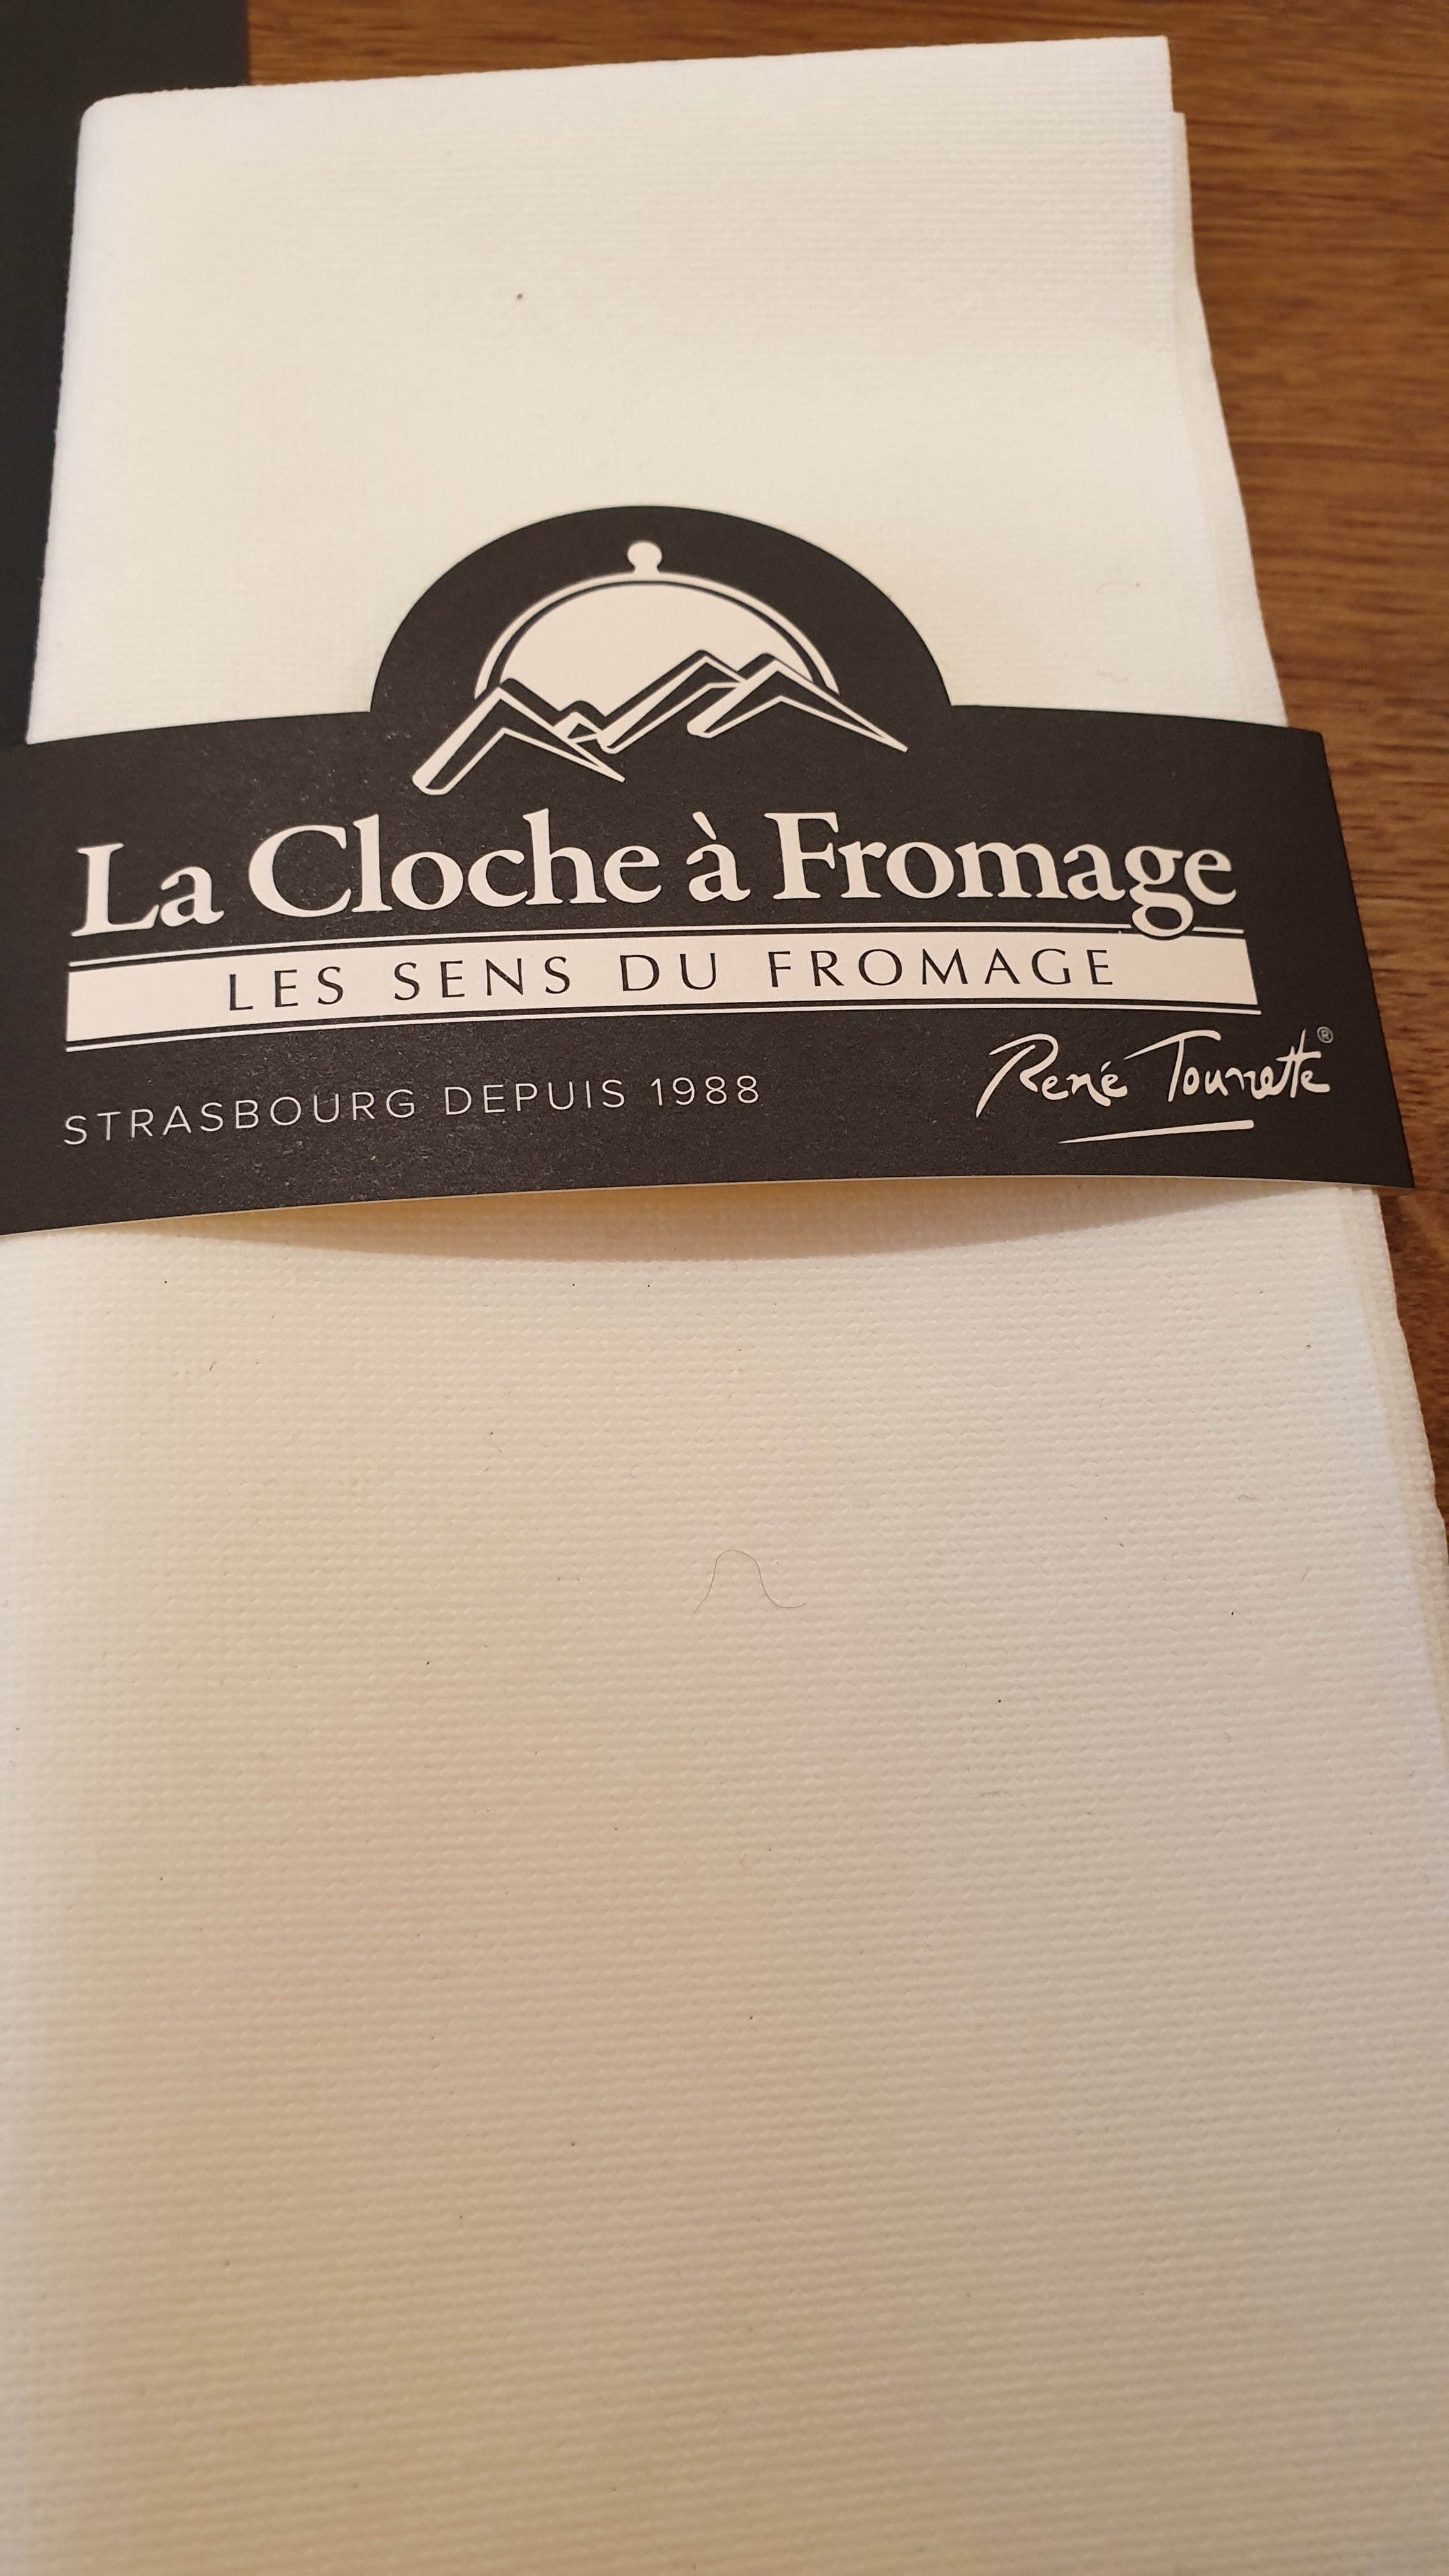 La Cloche à Fromage
LES SENS DU FROMAGE
STRASBOURG DEPUIS 1988
René Tourrette®